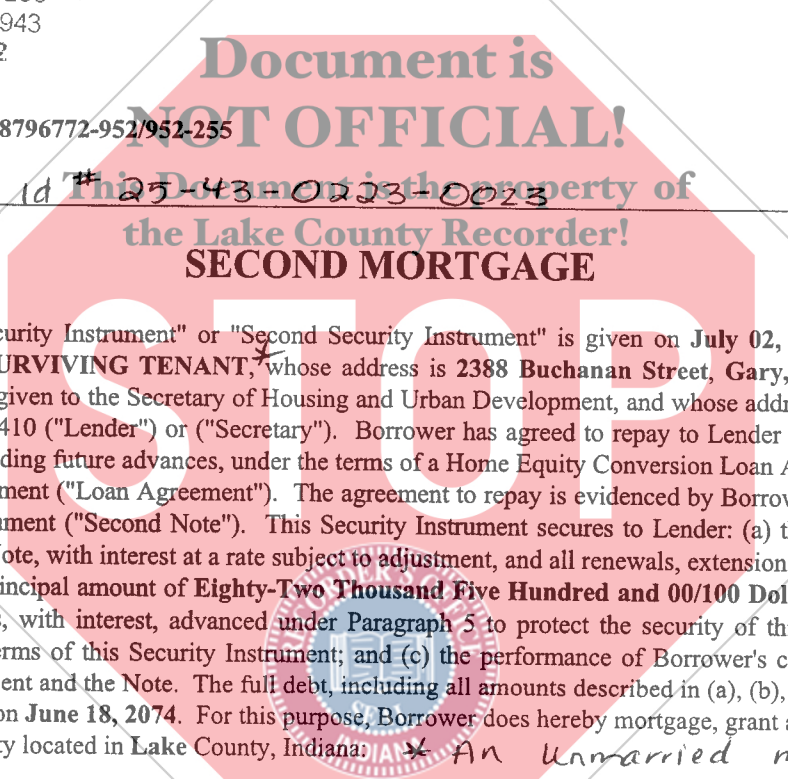 943
Document is
NOT OFFICIAL!
8796772-952/952-255
This Document is the property of
Id # 25-43-0223-0023
the Lake County Recorder!
SECOND MORTGAGE
STOP
curity Instrument" or "Second Security Instrument" is given on July 02,
URVIVING TENANT,* whose address is 2388 Buchanan Street, Gary,
given to the Secretary of Housing and Urban Development, and whose addr
410 ("Lender") or ("Secretary"). Borrower has agreed to repay to Lender
ding future advances, under the terms of a Home Equity Conversion Loan A
ment ("Loan Agreement"). The agreement to repay is evidenced by Borrow
ment ("Second Note"). This Security Instrument secures to Lender: (a) t
ote, with interest at a rate subject to adjustment, and all renewals, extension
incipal amount of Eighty-Two Thousand Five Hundred and 00/100 Dol
s, with interest, advanced under Paragraph 5 to protect the security of th
erms of this Security Instrument; and (c) the performance of Borrower's c
ent and the Note. The full debt, including all amounts described in (a), (b),
on June 18, 2074. For this purpose, Borrower does hereby mortgage, grant a
ty located in Lake County, Indiana: * An Unmarried
RECORDER'S OFFICE
SEAL
INDIANA